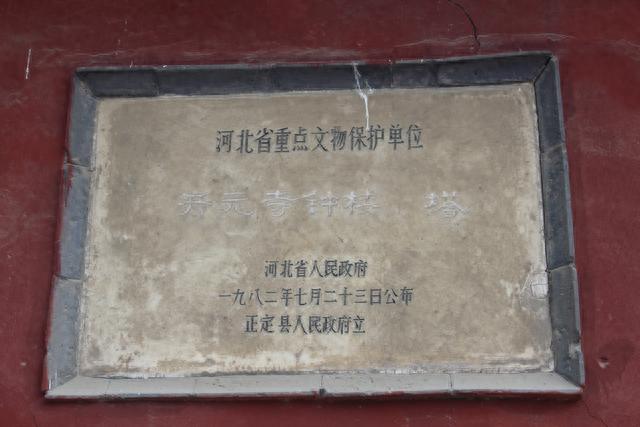 河北省重点文物保护单位
开元寺钟楼 塔
河北省人民政府
一九八二年七月二十三日公布
正定县人民政府立